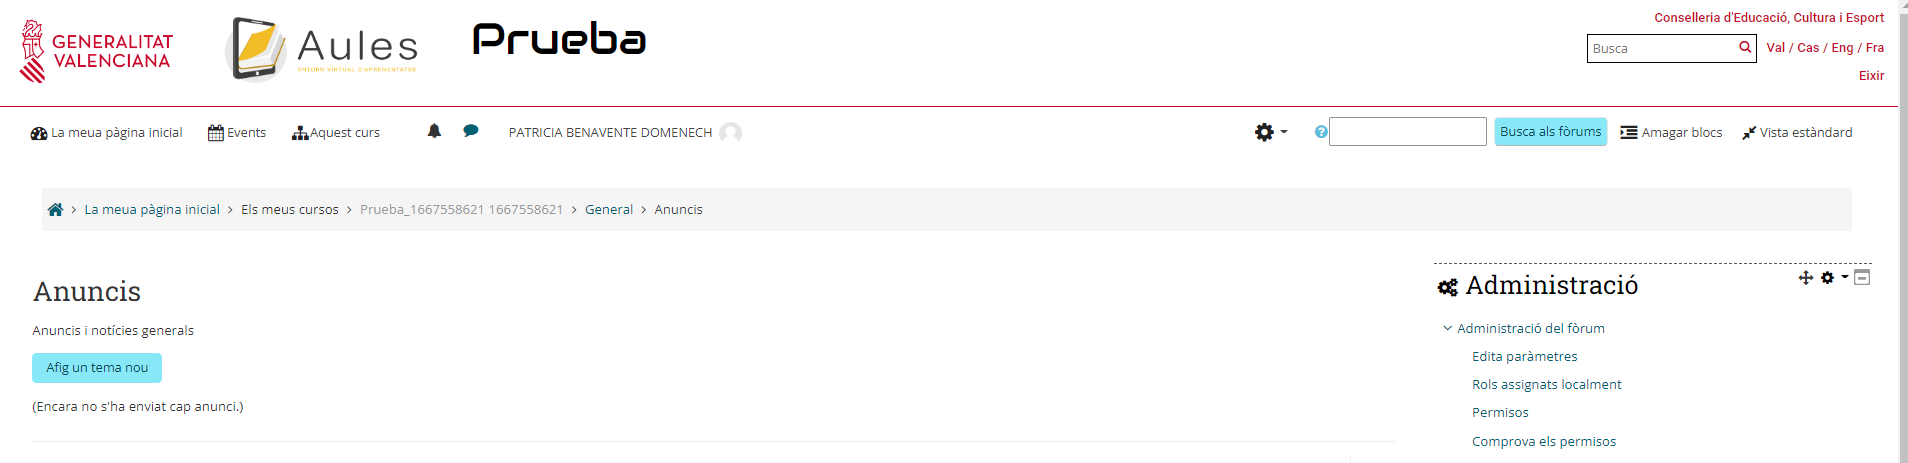 GENERALITAT
VALENCIANA
Aules
ENTORN VIRTUAL D'APRENENTATGE
Prueba
Conselleria d'Educació, Cultura i Esport
Busca
Val / Cas / Eng / Fra
Eixir
La meua pàgina inicial Events Aquest curs PATRICIA BENAVENTE DOMENECH Busca als fòrums Amagar blocs Vista estàndard
La meua pàgina inicial > Els meus cursos > Prueba_1667558621 1667558621 > General > Anuncis
Anuncis
Anuncis i notícies generals
Afig un tema nou
(Encara no s'ha enviat cap anunci.)
Administració
Administració del fòrum
Edita paràmetres
Rols assignats localment
Permisos
Comprova els permisos